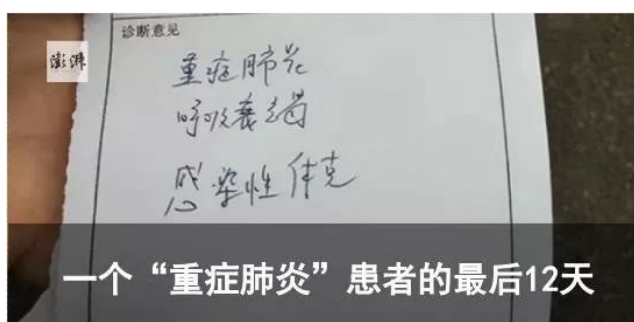 诊断意见
澎湃
重症肺炎
呼吸衰竭
感染性休克
一个“重症肺炎”患者的最后12天